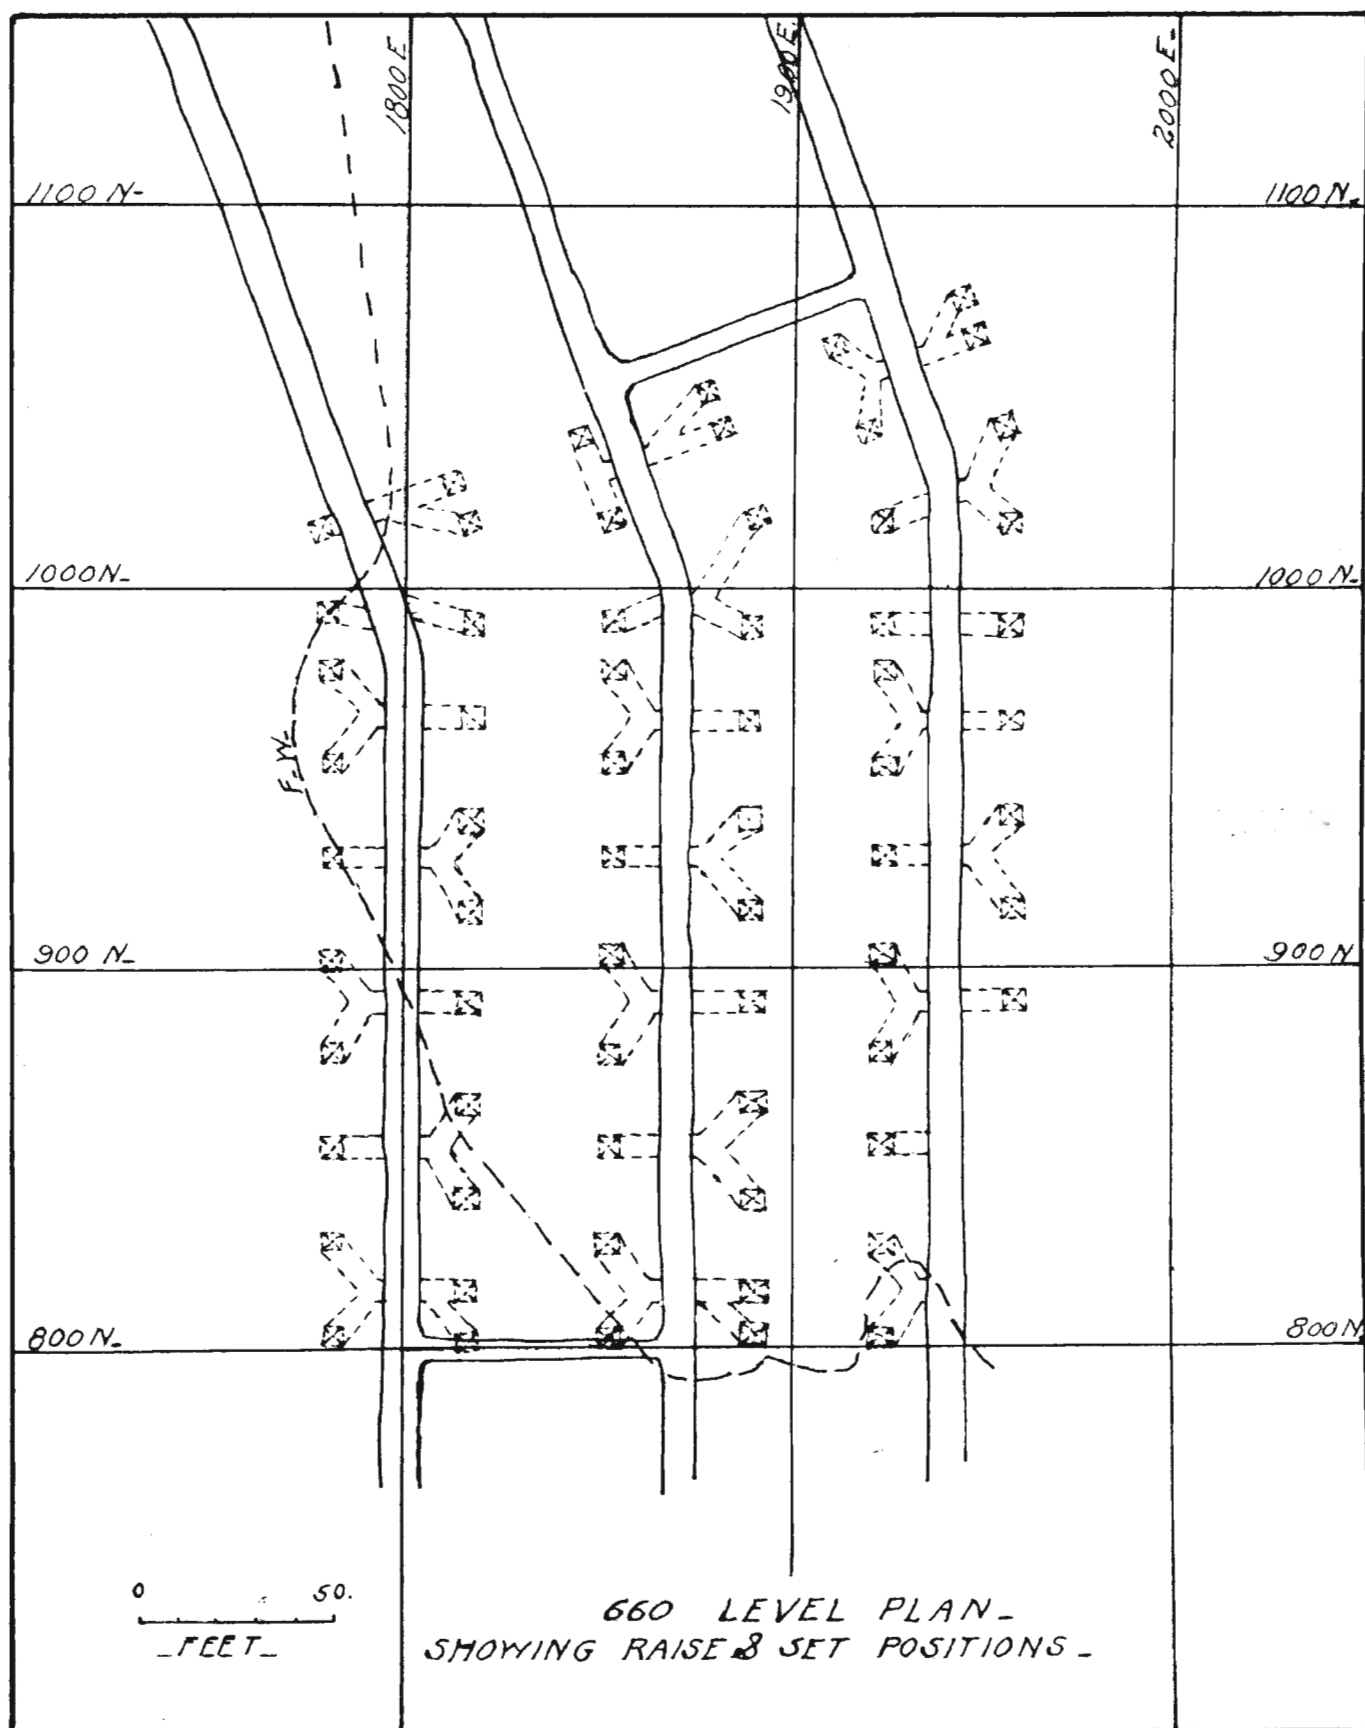 1800 E
1900 E.
2000 E.
1100 N.
1100 N.
1000 N.
1000 N.
F.W.
900 N.
900 N
800 N.
800 N
0 50.
FEET
660 LEVEL PLAN
SHOWING RAISE & SET POSITIONS